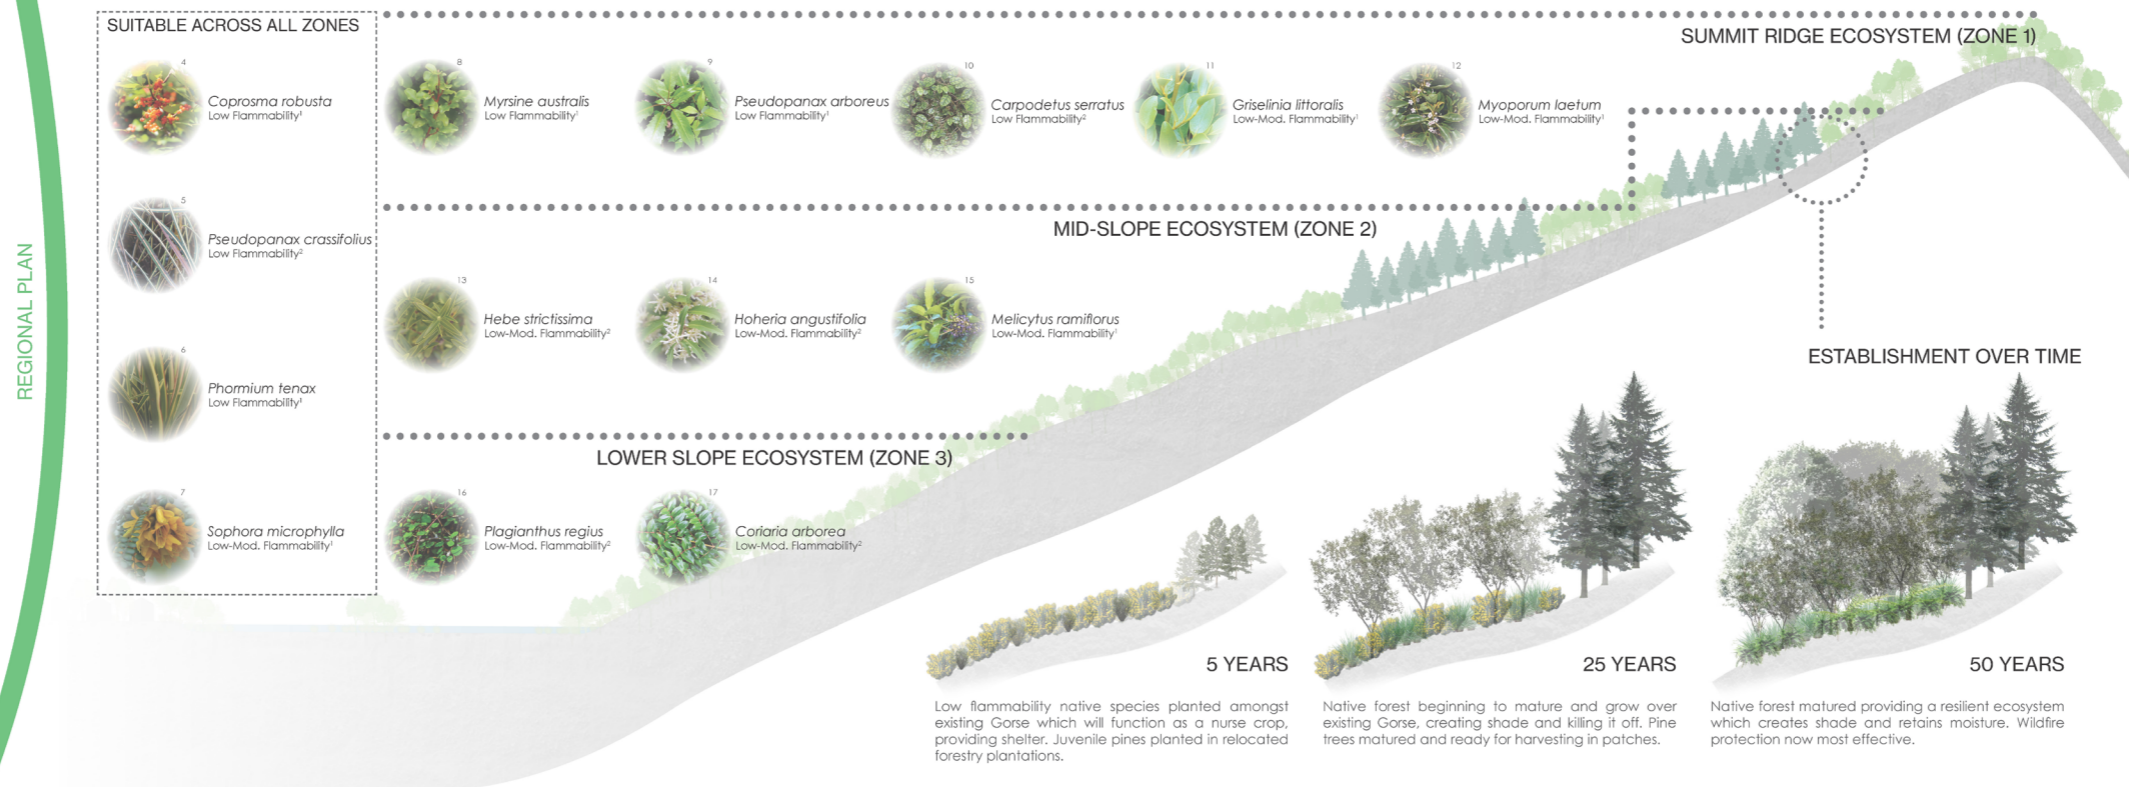 REGIONAL PLAN
SUITABLE ACROSS ALL ZONES
4
Coprosma robusta
Low Flammability¹
5
Pseudopanax crassifolius
Low Flammability²
6
Phormium tenax
Low Flammability¹
7
Sophora microphylla
Low-Mod. Flammability¹
SUMMIT RIDGE ECOSYSTEM (ZONE 1)
8
Myrsine australis
Low Flammability¹
9
Pseudopanax arboreus
Low Flammability¹
10
Carpodetus serratus
Low Flammability²
11
Griselinia littoralis
Low-Mod. Flammability¹
12
Myoporum laetum
Low-Mod. Flammability¹
MID-SLOPE ECOSYSTEM (ZONE 2)
13
Hebe strictissima
Low-Mod. Flammability²
14
Hoheria angustifolia
Low-Mod. Flammability²
15
Melicytus ramiflorus
Low-Mod. Flammability¹
LOWER SLOPE ECOSYSTEM (ZONE 3)
16
Plagianthus regius
Low-Mod. Flammability²
17
Coriaria arborea
Low-Mod. Flammability²
ESTABLISHMENT OVER TIME
5 YEARS
Low flammability native species planted amongst
existing Gorse which will function as a nurse crop,
providing shelter. Juvenile pines planted in relocated
forestry plantations.
25 YEARS
Native forest beginning to mature and grow over
existing Gorse, creating shade and killing it off. Pine
trees matured and ready for harvesting in patches.
50 YEARS
Native forest matured providing a resilient ecosystem
which creates shade and retains moisture. Wildfire
protection now most effective.